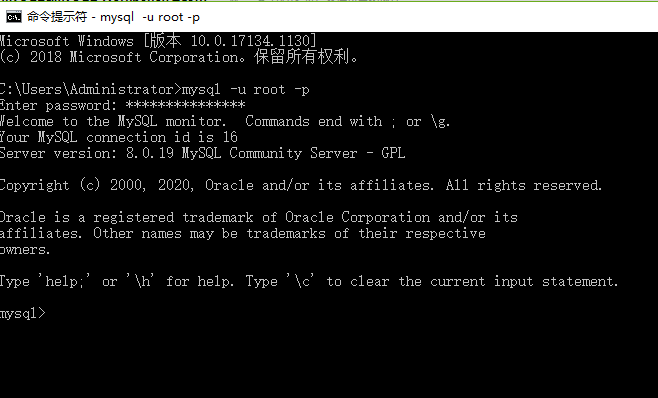 命令提示符 - mysql -u root -p
Microsoft Windows [版本 10.0.17134.1130]
(c) 2018 Microsoft Corporation。保留所有权利。
C:\Users\Administrator>mysql -u root -p
Enter password: ***************
Welcome to the MySQL monitor.  Commands end with ; or \g.
Your MySQL connection id is 16
Server version: 8.0.19 MySQL Community Server - GPL
Copyright (c) 2000, 2020, Oracle and/or its affiliates. All rights reserved.
Oracle is a registered trademark of Oracle Corporation and/or its
affiliates. Other names may be trademarks of their respective
owners.
Type 'help;' or '\h' for help. Type '\c' to clear the current input statement.
mysql>